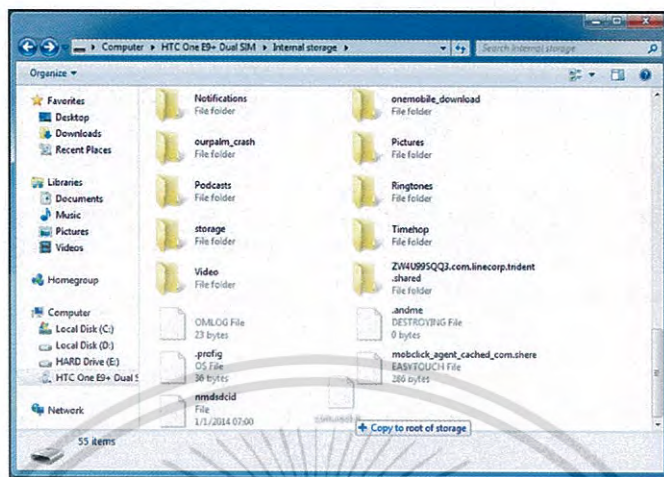 Computer ▸ HTC One E9+ Dual SIM ▸ Internal storage ▸
Search Internal storage
Organize
Favorites
Desktop
Downloads
Recent Places
Libraries
Documents
Music
Pictures
Videos
Homegroup
Computer
Local Disk (C:)
Local Disk (D:)
HARD Drive (E:)
HTC One E9+ Dual S
Network
Notifications
File folder
onemobile_download
File folder
ourpalm_crash
File folder
Pictures
File folder
Podcasts
File folder
Ringtones
File folder
storage
File folder
Timehop
File folder
Video
File folder
ZW4U99SQQ3.com.linecorp.trident
.shared
File folder
OMLOG File
23 bytes
.andme
DESTROYING File
0 bytes
.prefig
OS File
36 bytes
mobclick_agent_cached_com.shere
EASYTOUCH File
286 bytes
nmdsdcid
File
1/1/2014 07:00
Copy to root of storage
55 items